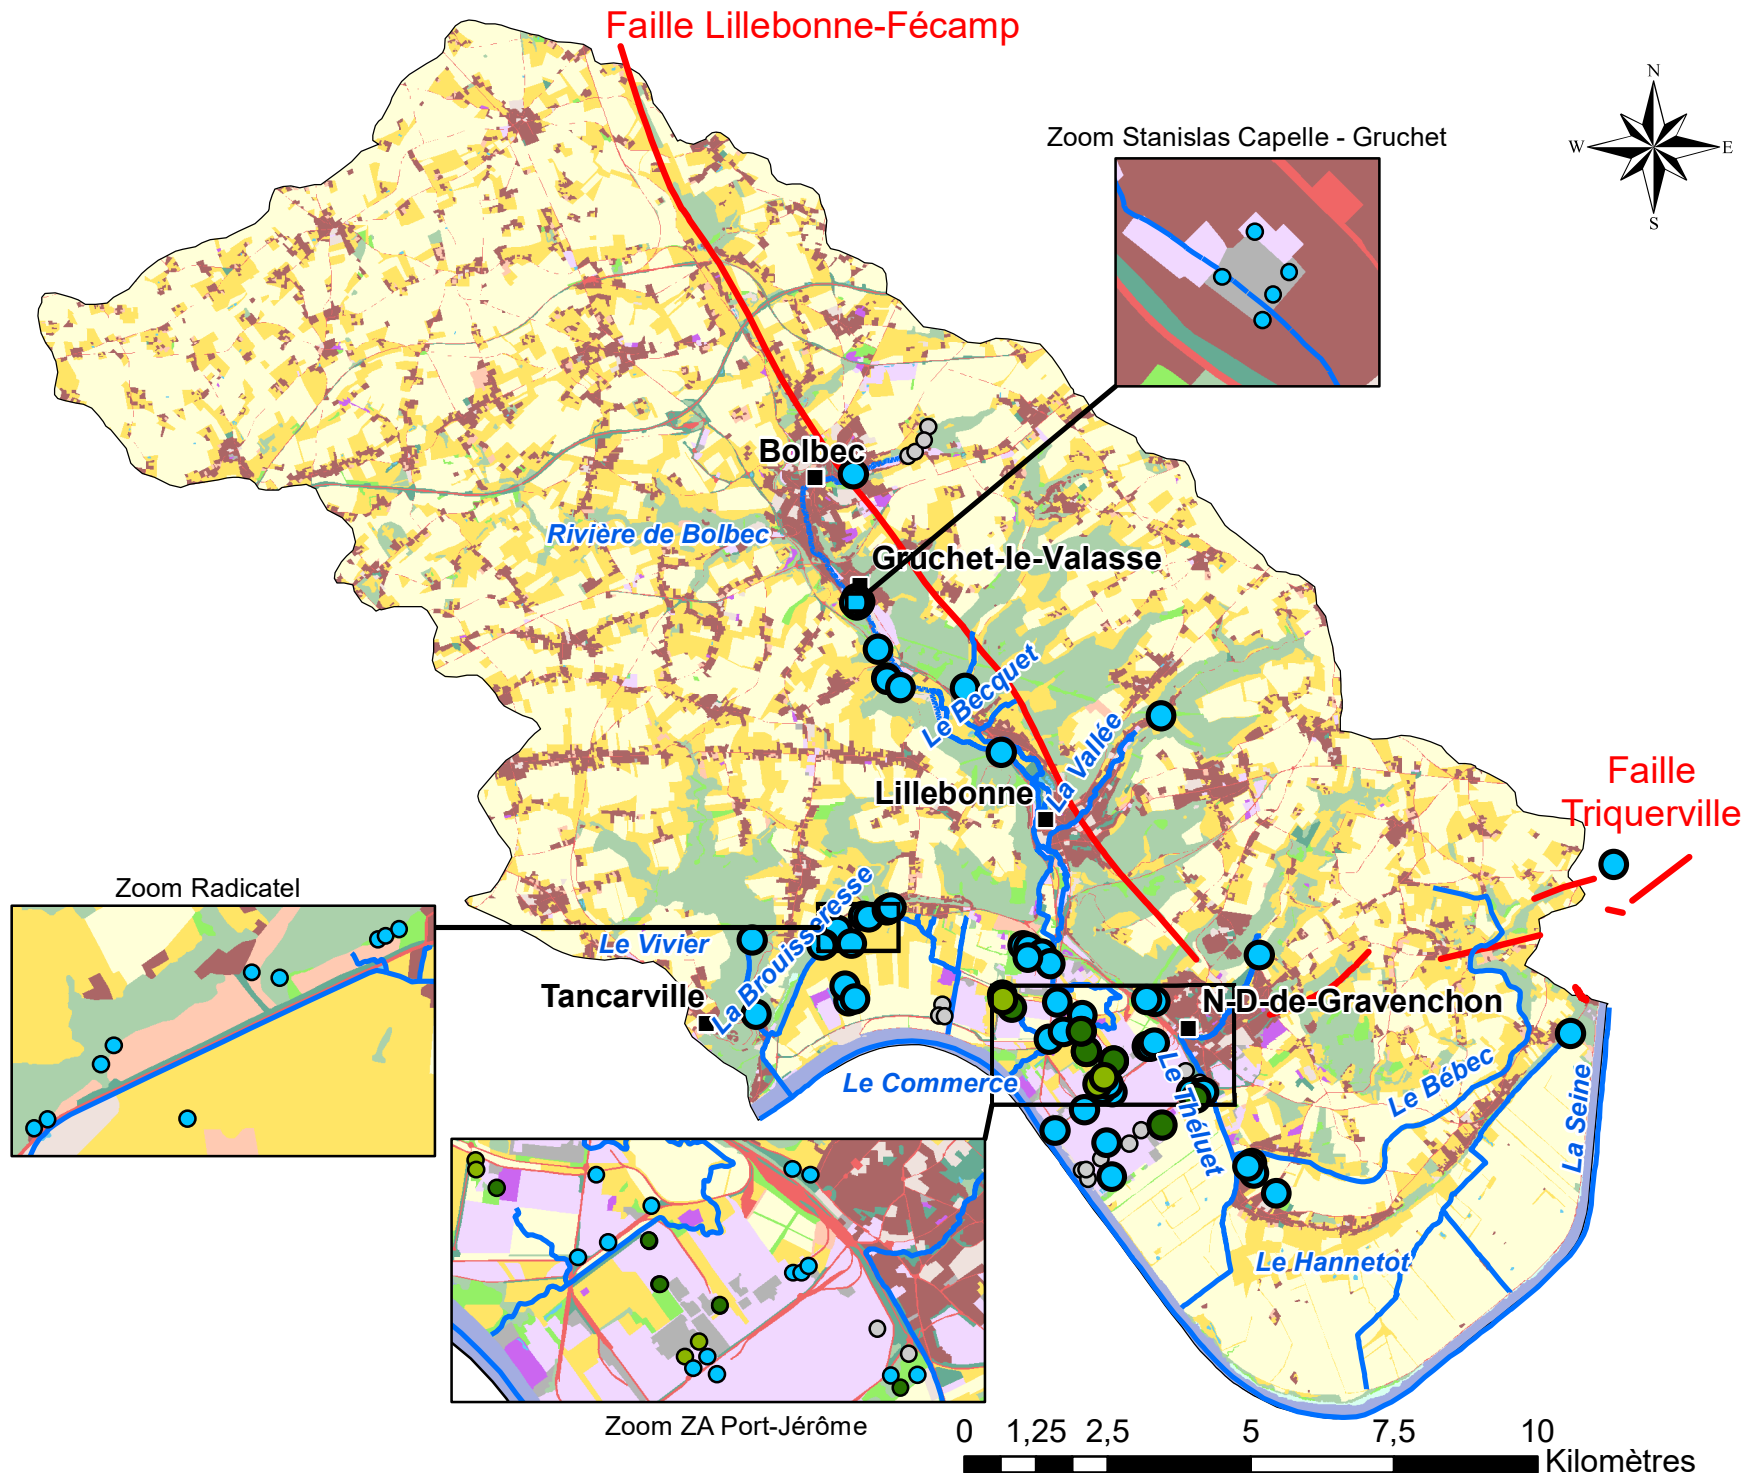 Faille Lillebonne-Fécamp
N
W
E
S
Zoom Stanislas Capelle - Gruchet
Bolbec
Rivière de Bolbec
Gruchet-le-Valasse
Le Becquet
La Vallée
Lillebonne
Faille
Triquerville
Zoom Radicatel
Le Vivier
La Brouisseresse
Tancarville
N-D-de-Gravenchon
Le Commerce
Le Théluet
Le Bébec
La Seine
Le Hannetot
Zoom ZA Port-Jérôme
0 1,25 2,5 5 7,5 10
Kilomètres